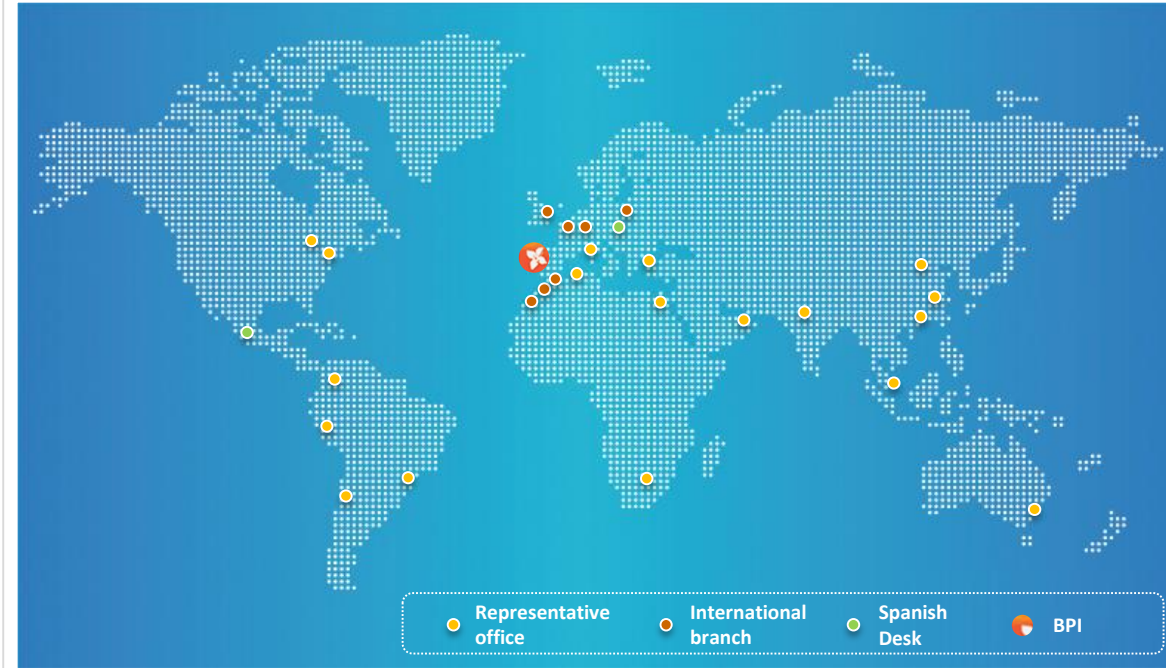 Representative
office
International
branch
Spanish
Desk
BPI